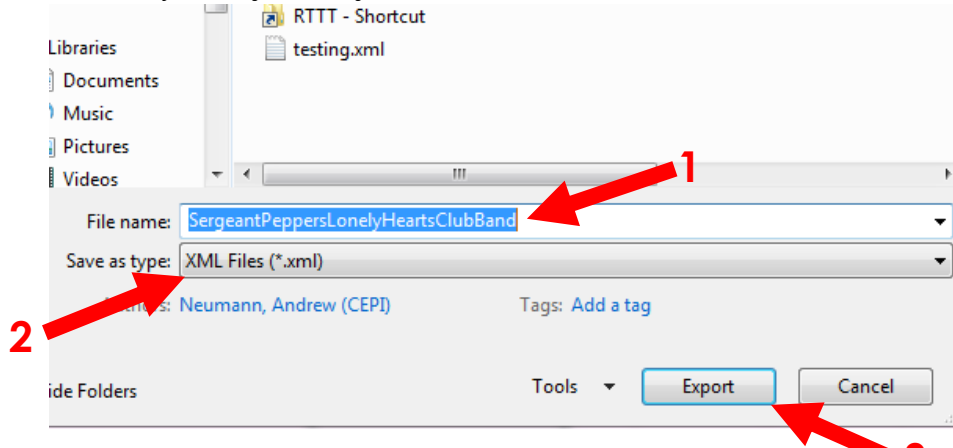 RTTT - Shortcut
Libraries
testing.xml
Documents
Music
Pictures
1
Videos
File name: SergeantPeppersLonelyHeartsClubBand
Save as type: XML Files (*.xml)
Neumann, Andrew (CEPI) Tags: Add a tag
2
Folders Tools Export Cancel